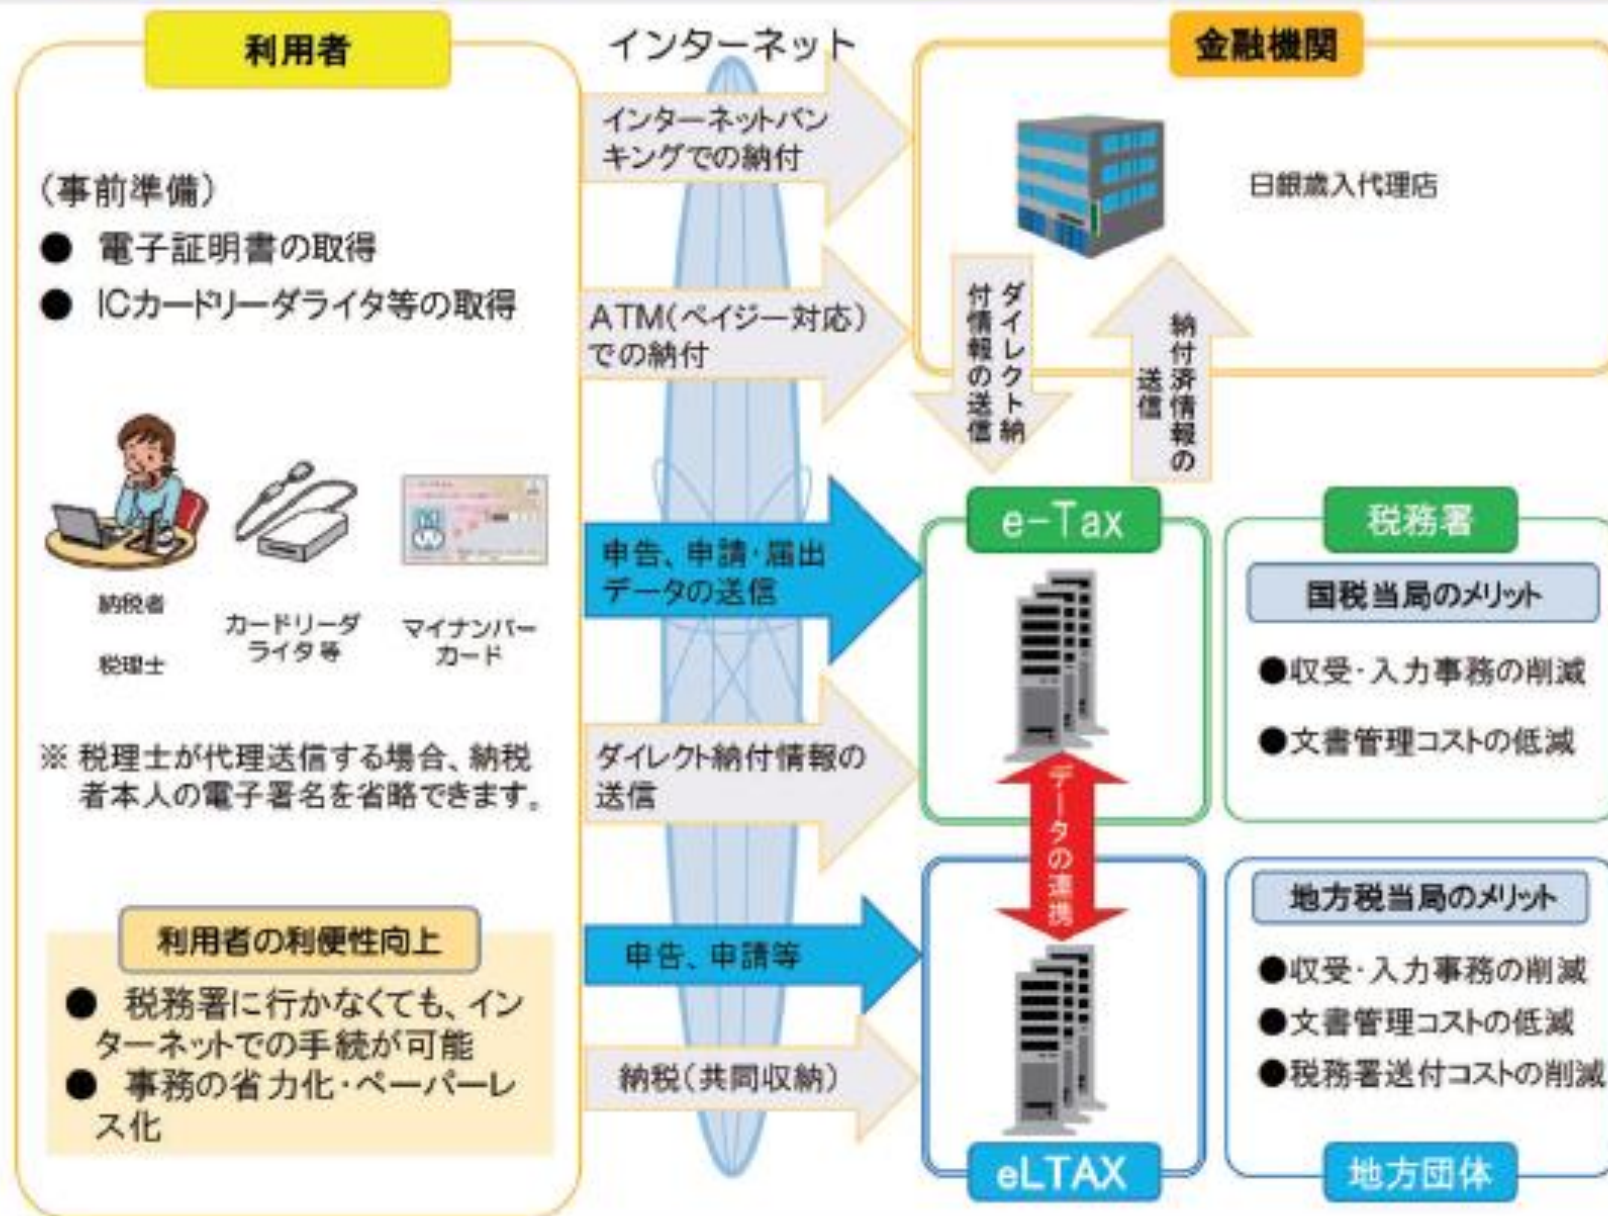 利用者
（事前準備）
● 電子証明書の取得
● ICカードリーダライタ等の取得
納税者
税理士
カードリーダ
ライタ等
マイナンバー
カード
※ 税理士が代理送信する場合、納税
者本人の電子署名を省略できます。
利用者の利便性向上
● 税務署に行かなくても、イン
ターネットでの手続が可能
● 事務の省力化・ペーパーレ
ス化
インターネット
インターネットバン
キングでの納付
ATM（ペイジー対応）
での納付
申告、申請・届出
データの送信
ダイレクト納付情報の
送信
申告、申請等
納税（共同収納）
金融機関
日銀歳入代理店
ダイレクト納
付情報の送信
納付済情報の
送信
e-Tax
データの連携
eLTAX
税務署
国税当局のメリット
●収受・入力事務の削減
●文書管理コストの低減
地方税当局のメリット
●収受・入力事務の削減
●文書管理コストの低減
●税務署送付コストの削減
地方団体